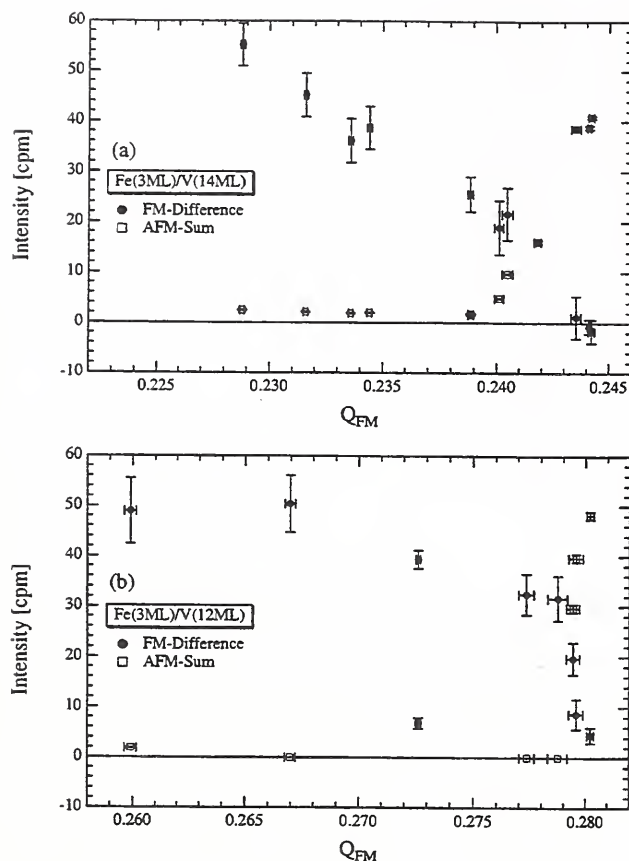 60
50
40
30
20
10
0
-10
Intensity [cpm]
(a)
Fe(3ML)/V(14ML)
FM-Difference
AFM-Sum
0.225
0.230
0.235
0.240
0.245
Q_FM
60
50
40
30
20
10
0
-10
Intensity [cpm]
(b)
Fe(3ML)/V(12ML)
FM-Difference
AFM-Sum
0.260
0.265
0.270
0.275
0.280
Q_FM